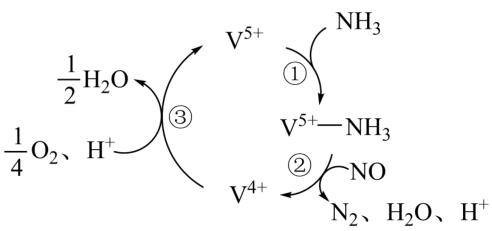 V⁵⁺
NH₃
①
½H₂O
V⁵⁺—NH₃
③
¼O₂、H⁺
②
NO
V⁴⁺
N₂、H₂O、H⁺